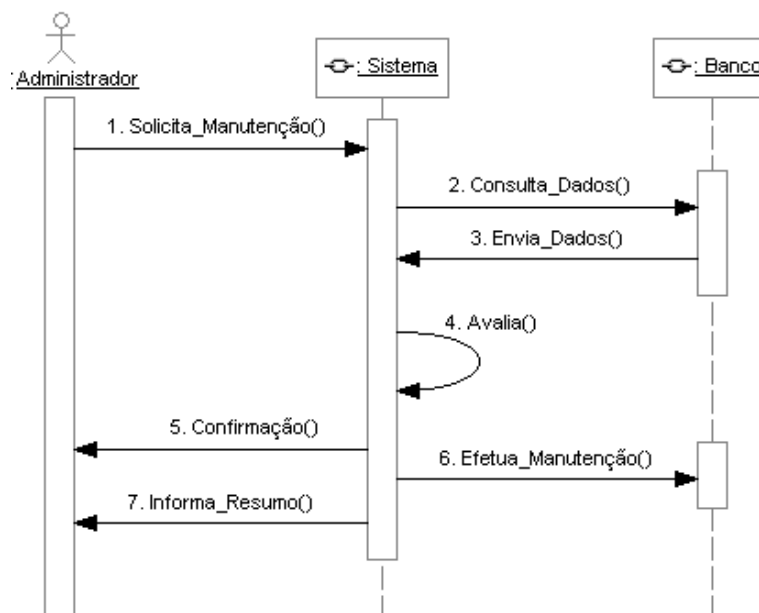 : Administrador
: Sistema
: Banco
1. Solicita_Manutenção()
2. Consulta_Dados()
3. Envia_Dados()
4. Avalia()
5. Confirmação()
6. Efetua_Manutenção()
7. Informa_Resumo()